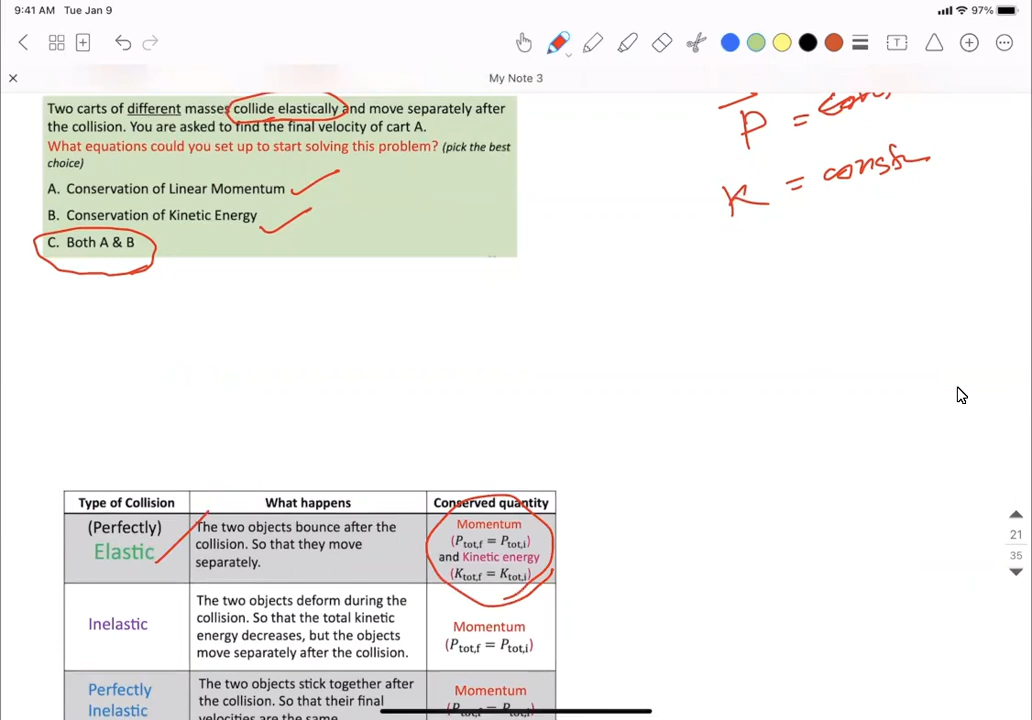 9:41 AM Tue Jan 9
97%
My Note 3
Two carts of different masses collide elastically and move separately after
the collision. You are asked to find the final velocity of cart A.
What equations could you set up to start solving this problem? (pick the best
choice)
A. Conservation of Linear Momentum
B. Conservation of Kinetic Energy
C. Both A & B
P =
K = const
21
35
Type of Collision
What happens
Conserved quantity
(Perfectly)
Elastic
The two objects bounce after the
collision. So that they move
separately.
Momentum
(Ptot,f = Ptot,i)
and Kinetic energy
(Ktot,f = Ktot,i)
Inelastic
The two objects deform during the
collision. So that the total kinetic
energy decreases, but the objects
move separately after the collision.
Momentum
(Ptot,f = Ptot,i)
Perfectly
Inelastic
The two objects stick together after
the collision. So that their final
velocities are the same.
Momentum